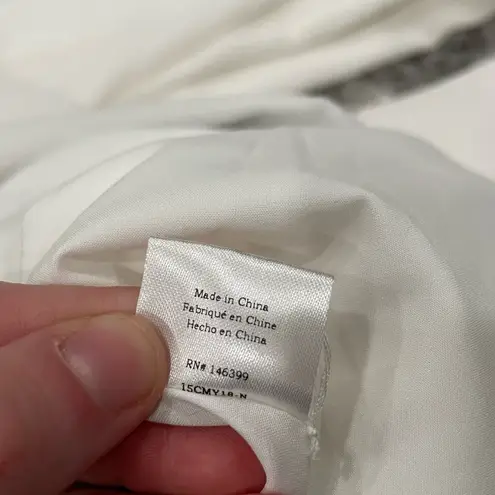 Made in China
Fabriqué en Chine
Hecho en China
RN# 146399